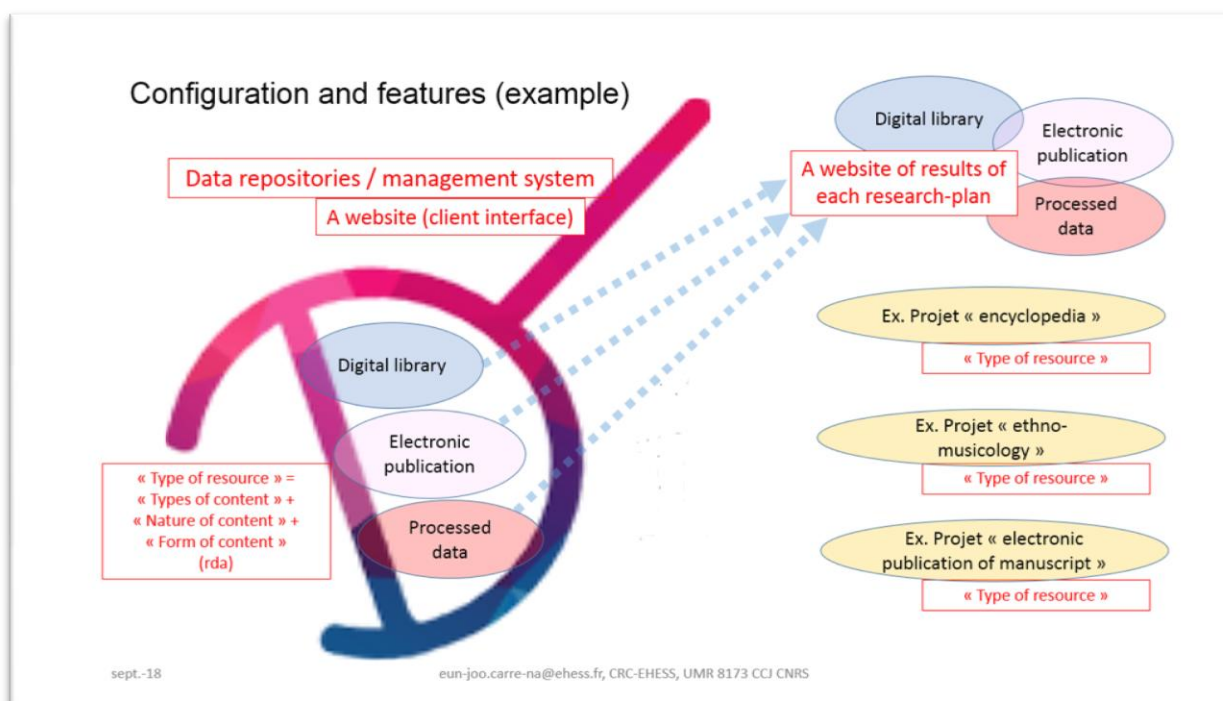 Configuration and features (example)
Data repositories / management system
A website (client interface)
Digital library
Electronic
publication
Processed
data
« Type of resource » =
« Types of content » +
« Nature of content » +
« Form of content »
(rda)
Digital library
Electronic
publication
A website of results of
each research-plan
Processed
data
Ex. Projet « encyclopedia »
« Type of resource »
Ex. Projet « ethno-
musicology »
« Type of resource »
Ex. Projet « electronic
publication of manuscript »
« Type of resource »
sept.-18
eun-joo.carre-na@ehess.fr, CRC-EHESS, UMR 8173 CCJ CNRS